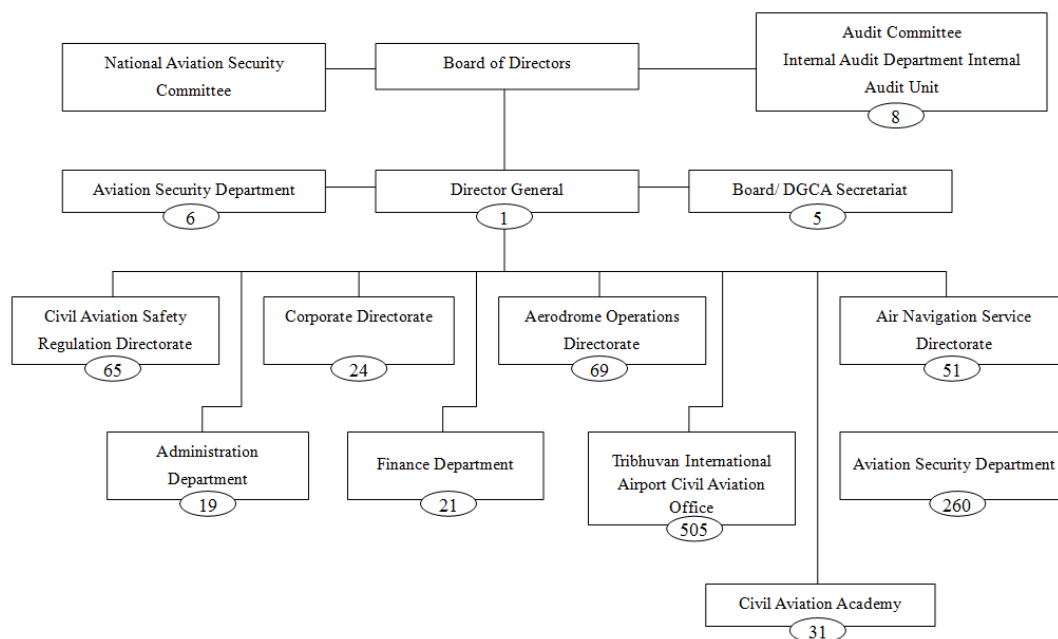 National Aviation Security
Committee
Board of Directors
Audit Committee
Internal Audit Department Internal
Audit Unit
8
Aviation Security Department
6
Director General
1
Board/ DGCA Secretariat
5
Civil Aviation Safety
Regulation Directorate
65
Corporate Directorate
24
Aerodrome Operations
Directorate
69
Air Navigation Service
Directorate
51
Administration
Department
19
Finance Department
21
Tribhuvan International
Airport Civil Aviation
Office
505
Aviation Security Department
260
Civil Aviation Academy
31